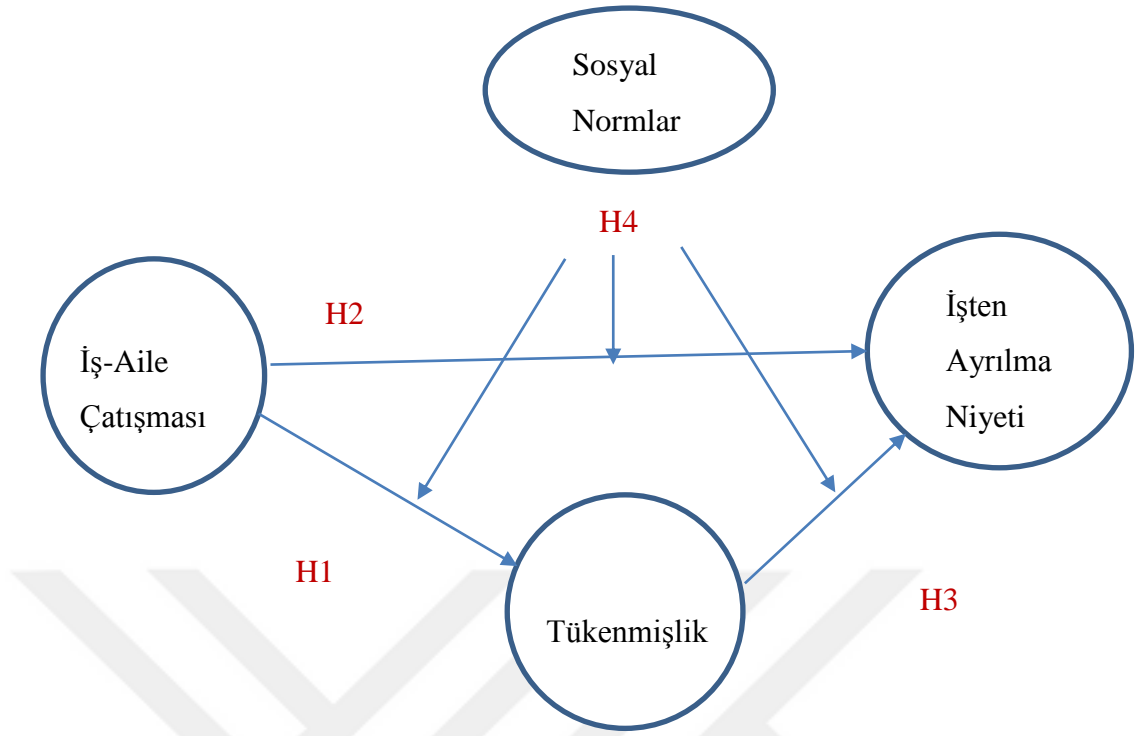 Sosyal
Normlar
H4
H2
İş-Aile
Çatışması
İşten
Ayrılma
Niyeti
H1
H3
Tükenmişlik